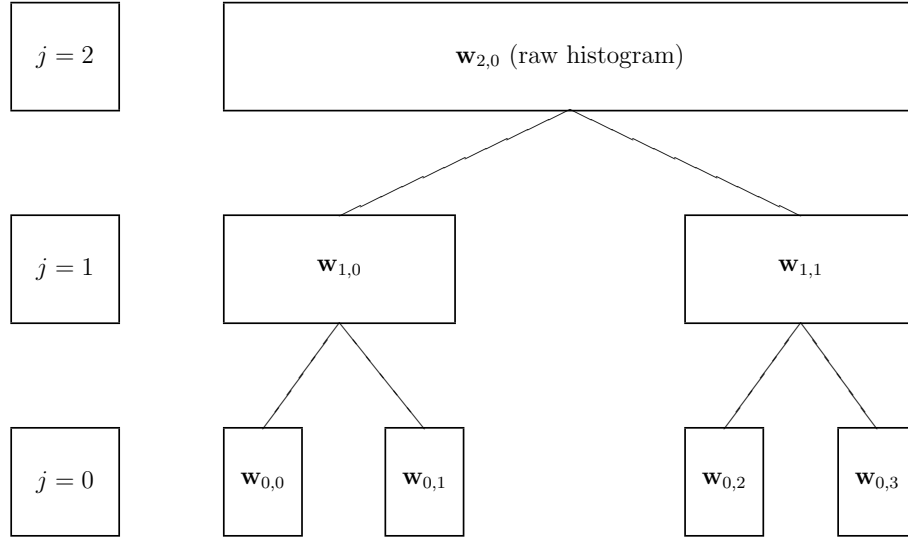 j = 2
w₂,₀ (raw histogram)
j = 1
w₁,₀
w₁,₁
j = 0
w₀,₀
w₀,₁
w₀,₂
w₀,₃